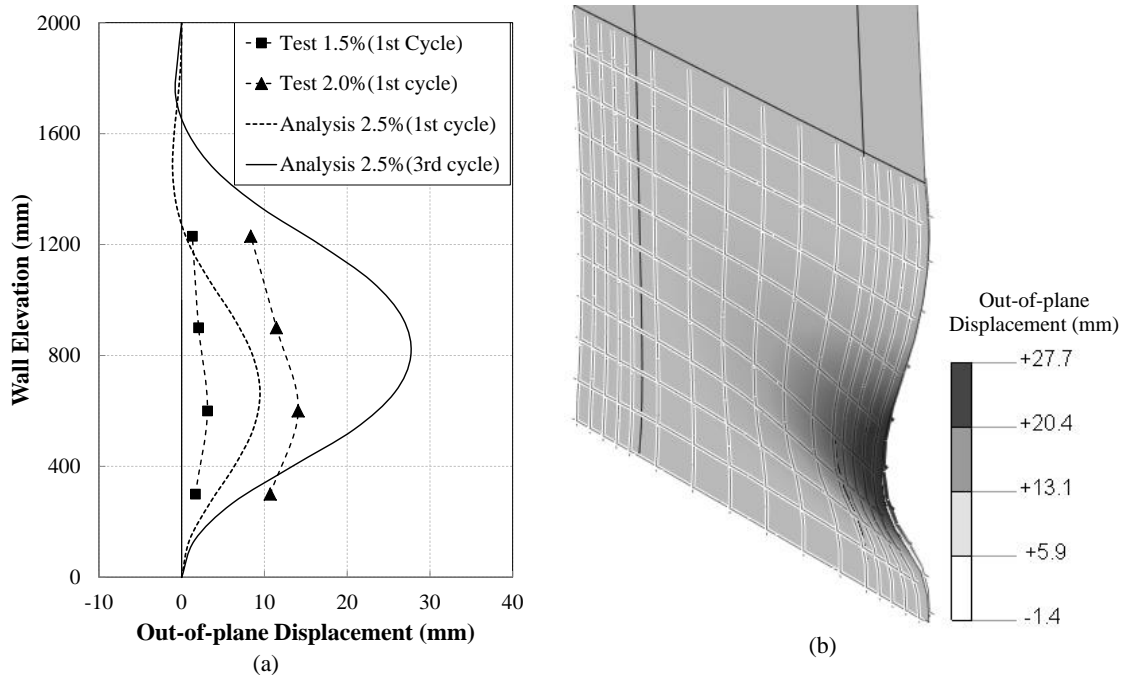 2000
1600
1200
800
400
0
Wall Elevation (mm)
Test 1.5% (1st Cycle)
Test 2.0% (1st cycle)
Analysis 2.5% (1st cycle)
Analysis 2.5% (3rd cycle)
-10 0 10 20 30 40
Out-of-plane Displacement (mm)
(a)
Out-of-plane
Displacement (mm)
+27.7
+20.4
+13.1
+5.9
-1.4
(b)